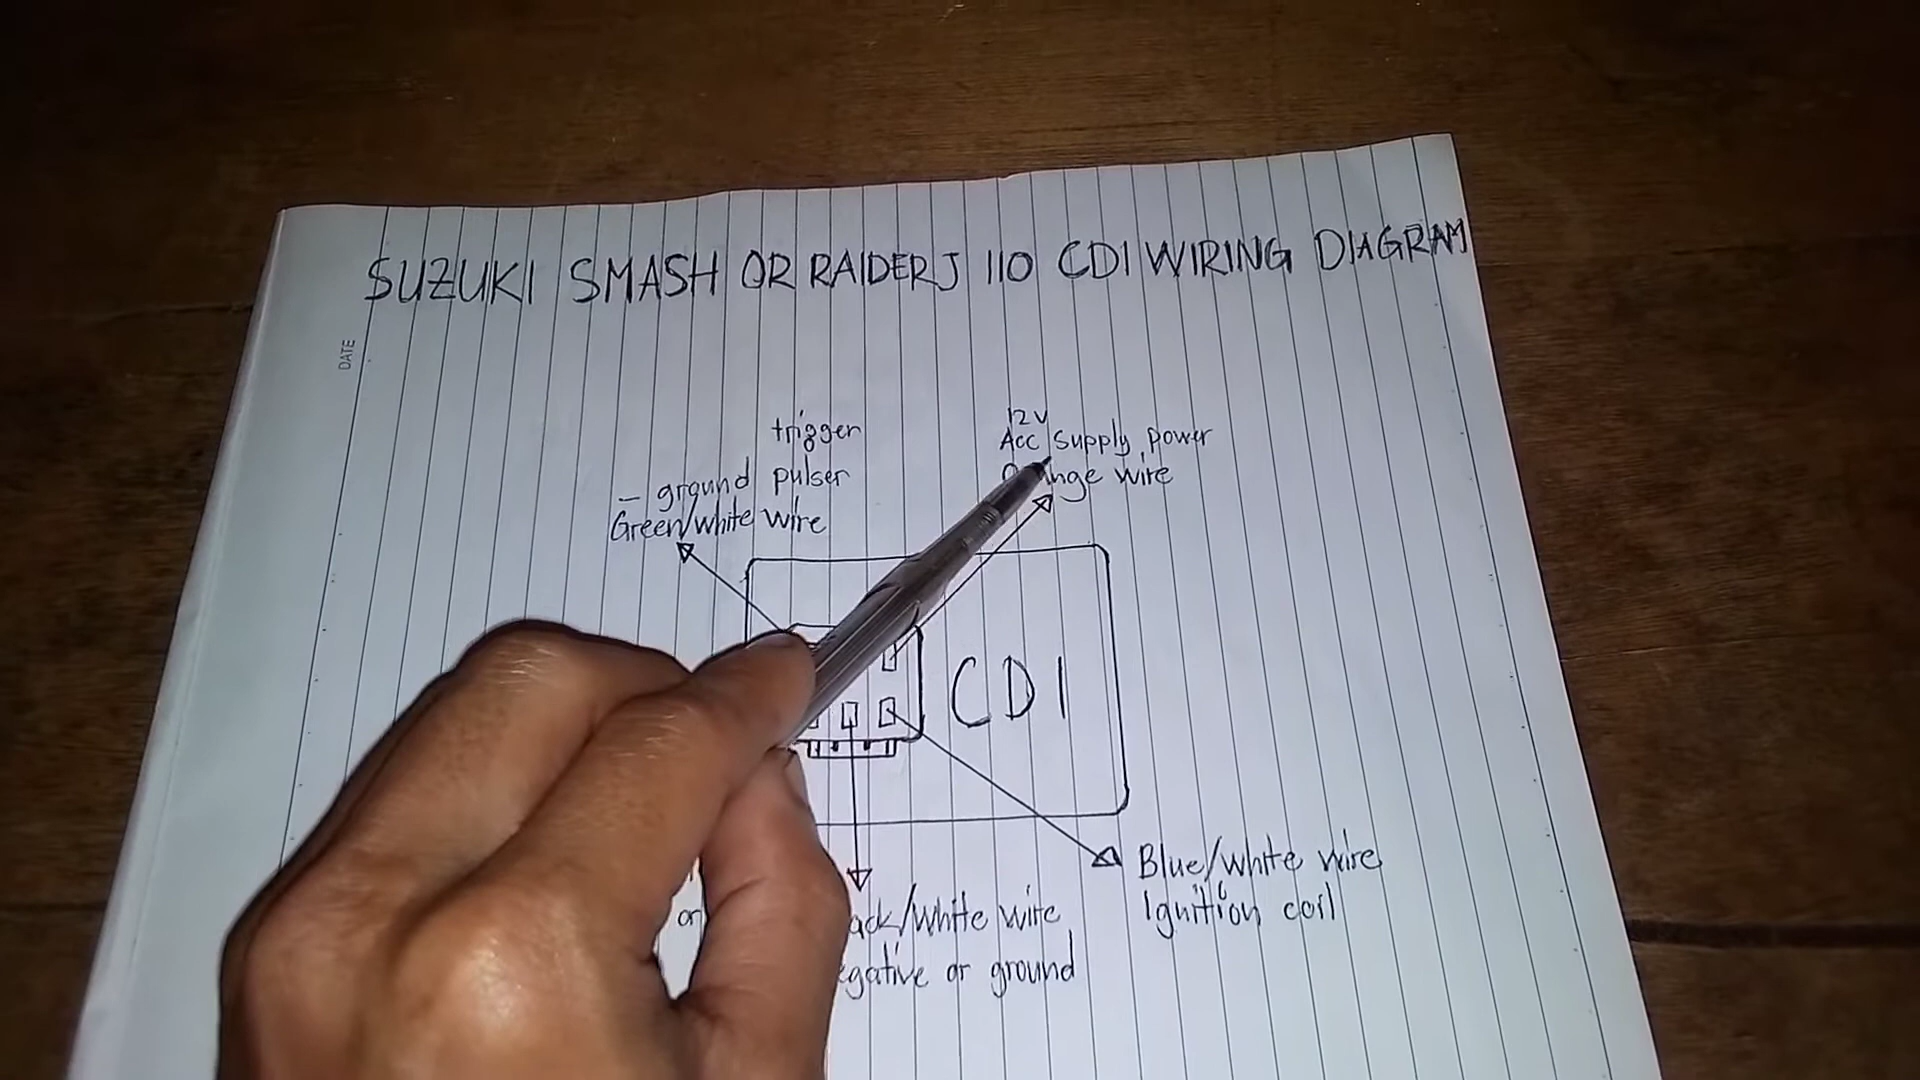 SUZUKI SMASH OR RAIDER J 110 CDI WIRING DIAGRAM
DATE
trigger
- ground pulser
Green/white wire
12V
Acc supply power
wire
CDI
Blue/white wire
Ignition coil
/white wire
or ground